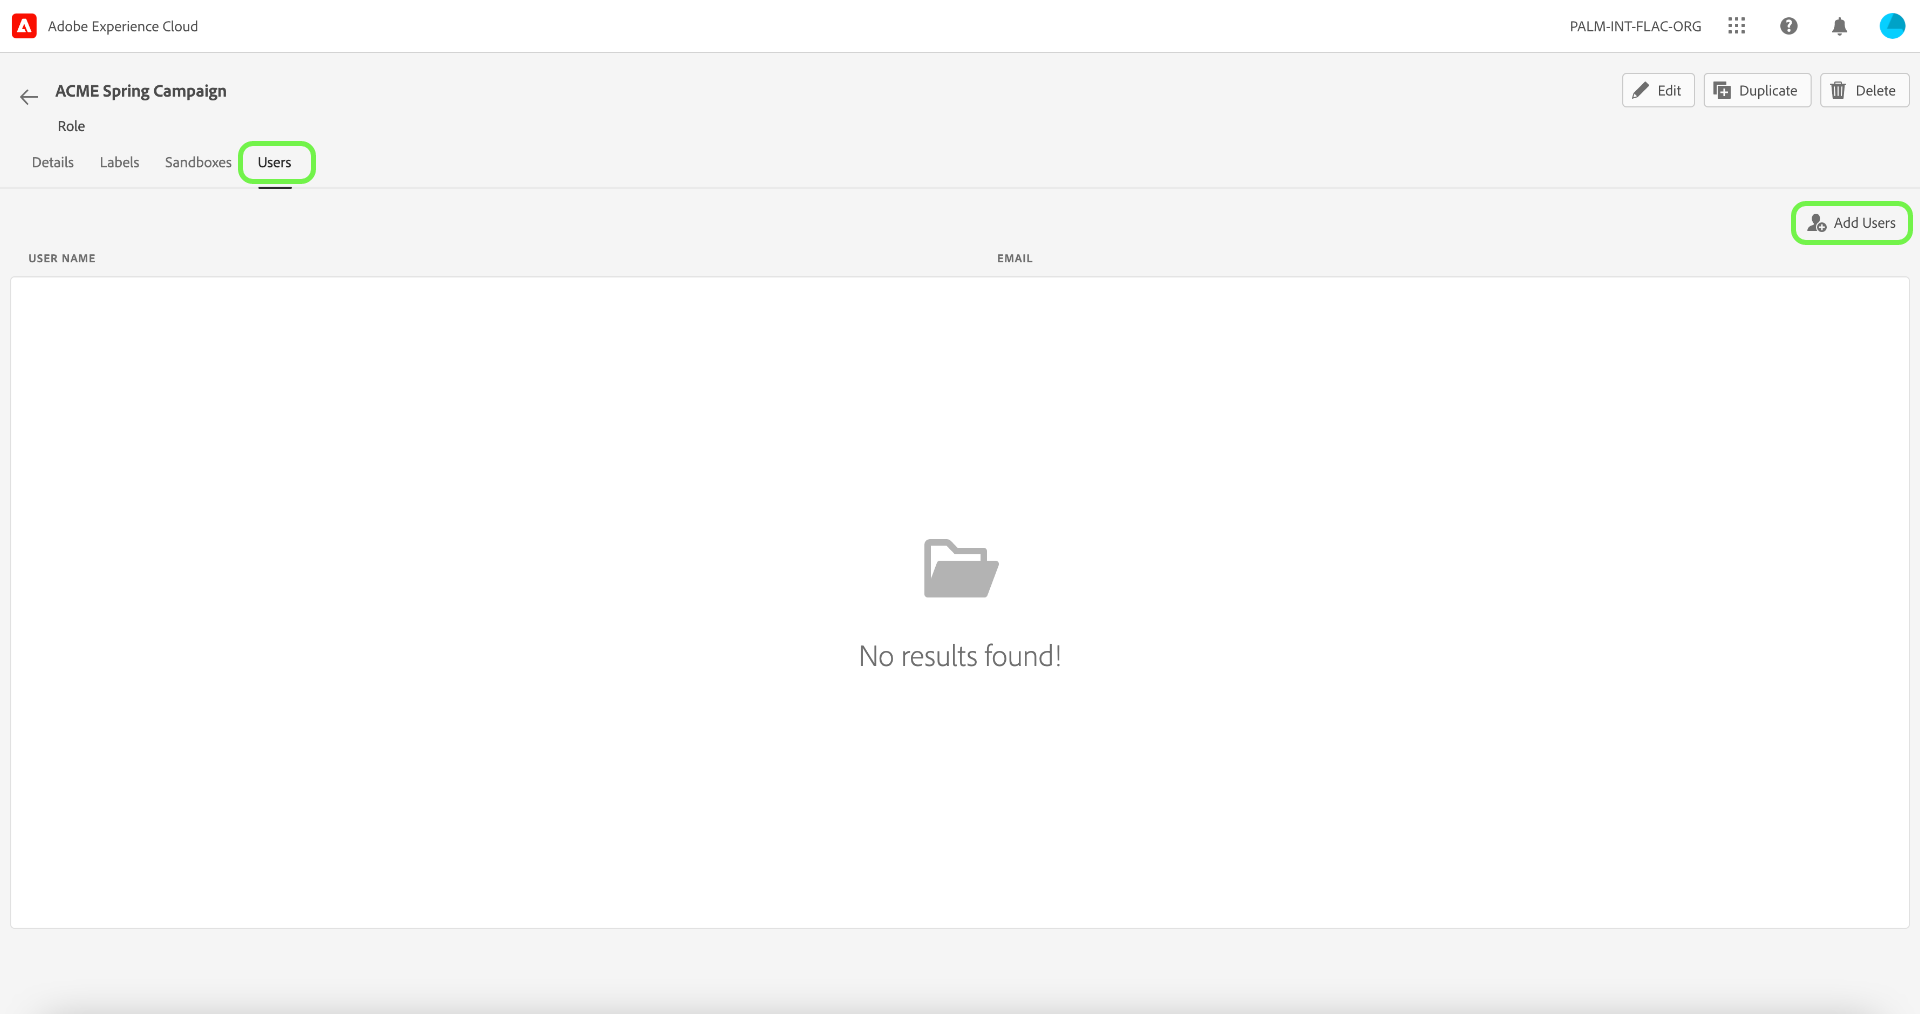 Adobe Experience Cloud
PALM-INT-FLAC-ORG
ACME Spring Campaign
Edit
Duplicate
Delete
Role
Details
Labels
Sandboxes
Users
Add Users
USER NAME
EMAIL
No results found!